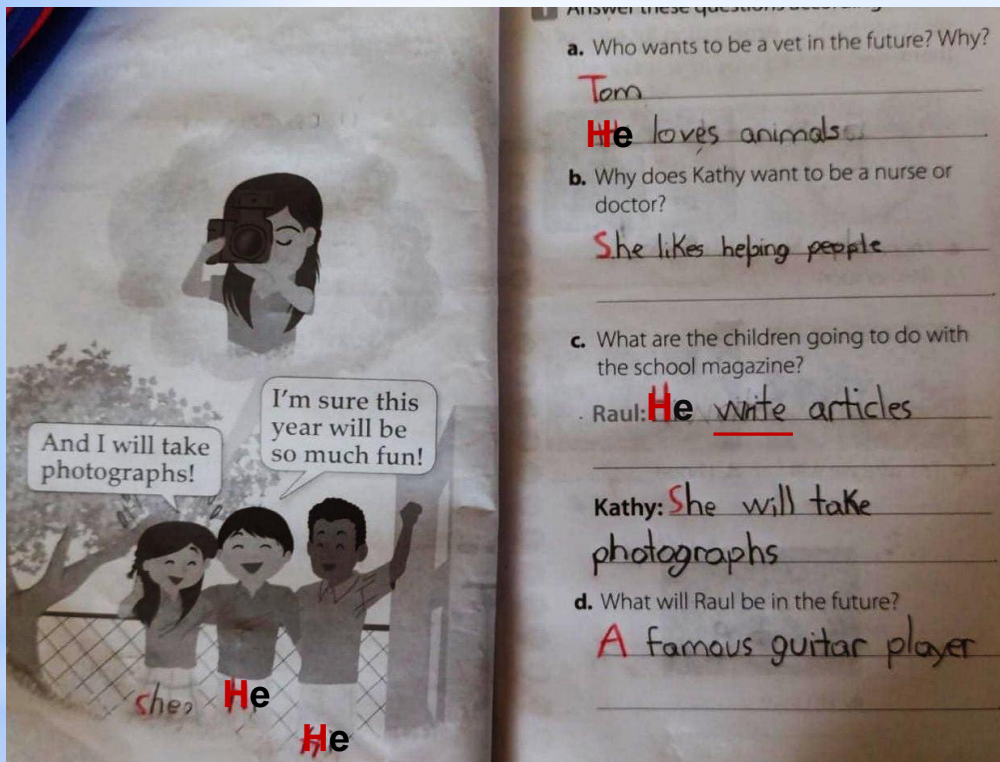 And I will take
photographs!
I'm sure this
year will be
so much fun!
she
He
He
1 Answer these questions according
a. Who wants to be a vet in the future? Why?
Tom
He loves animals
b. Why does Kathy want to be a nurse or
doctor?
She likes helping people
c. What are the children going to do with
the school magazine?
Raul: He write articles
Kathy: She will take
photographs
d. What will Raul be in the future?
A famous guitar player